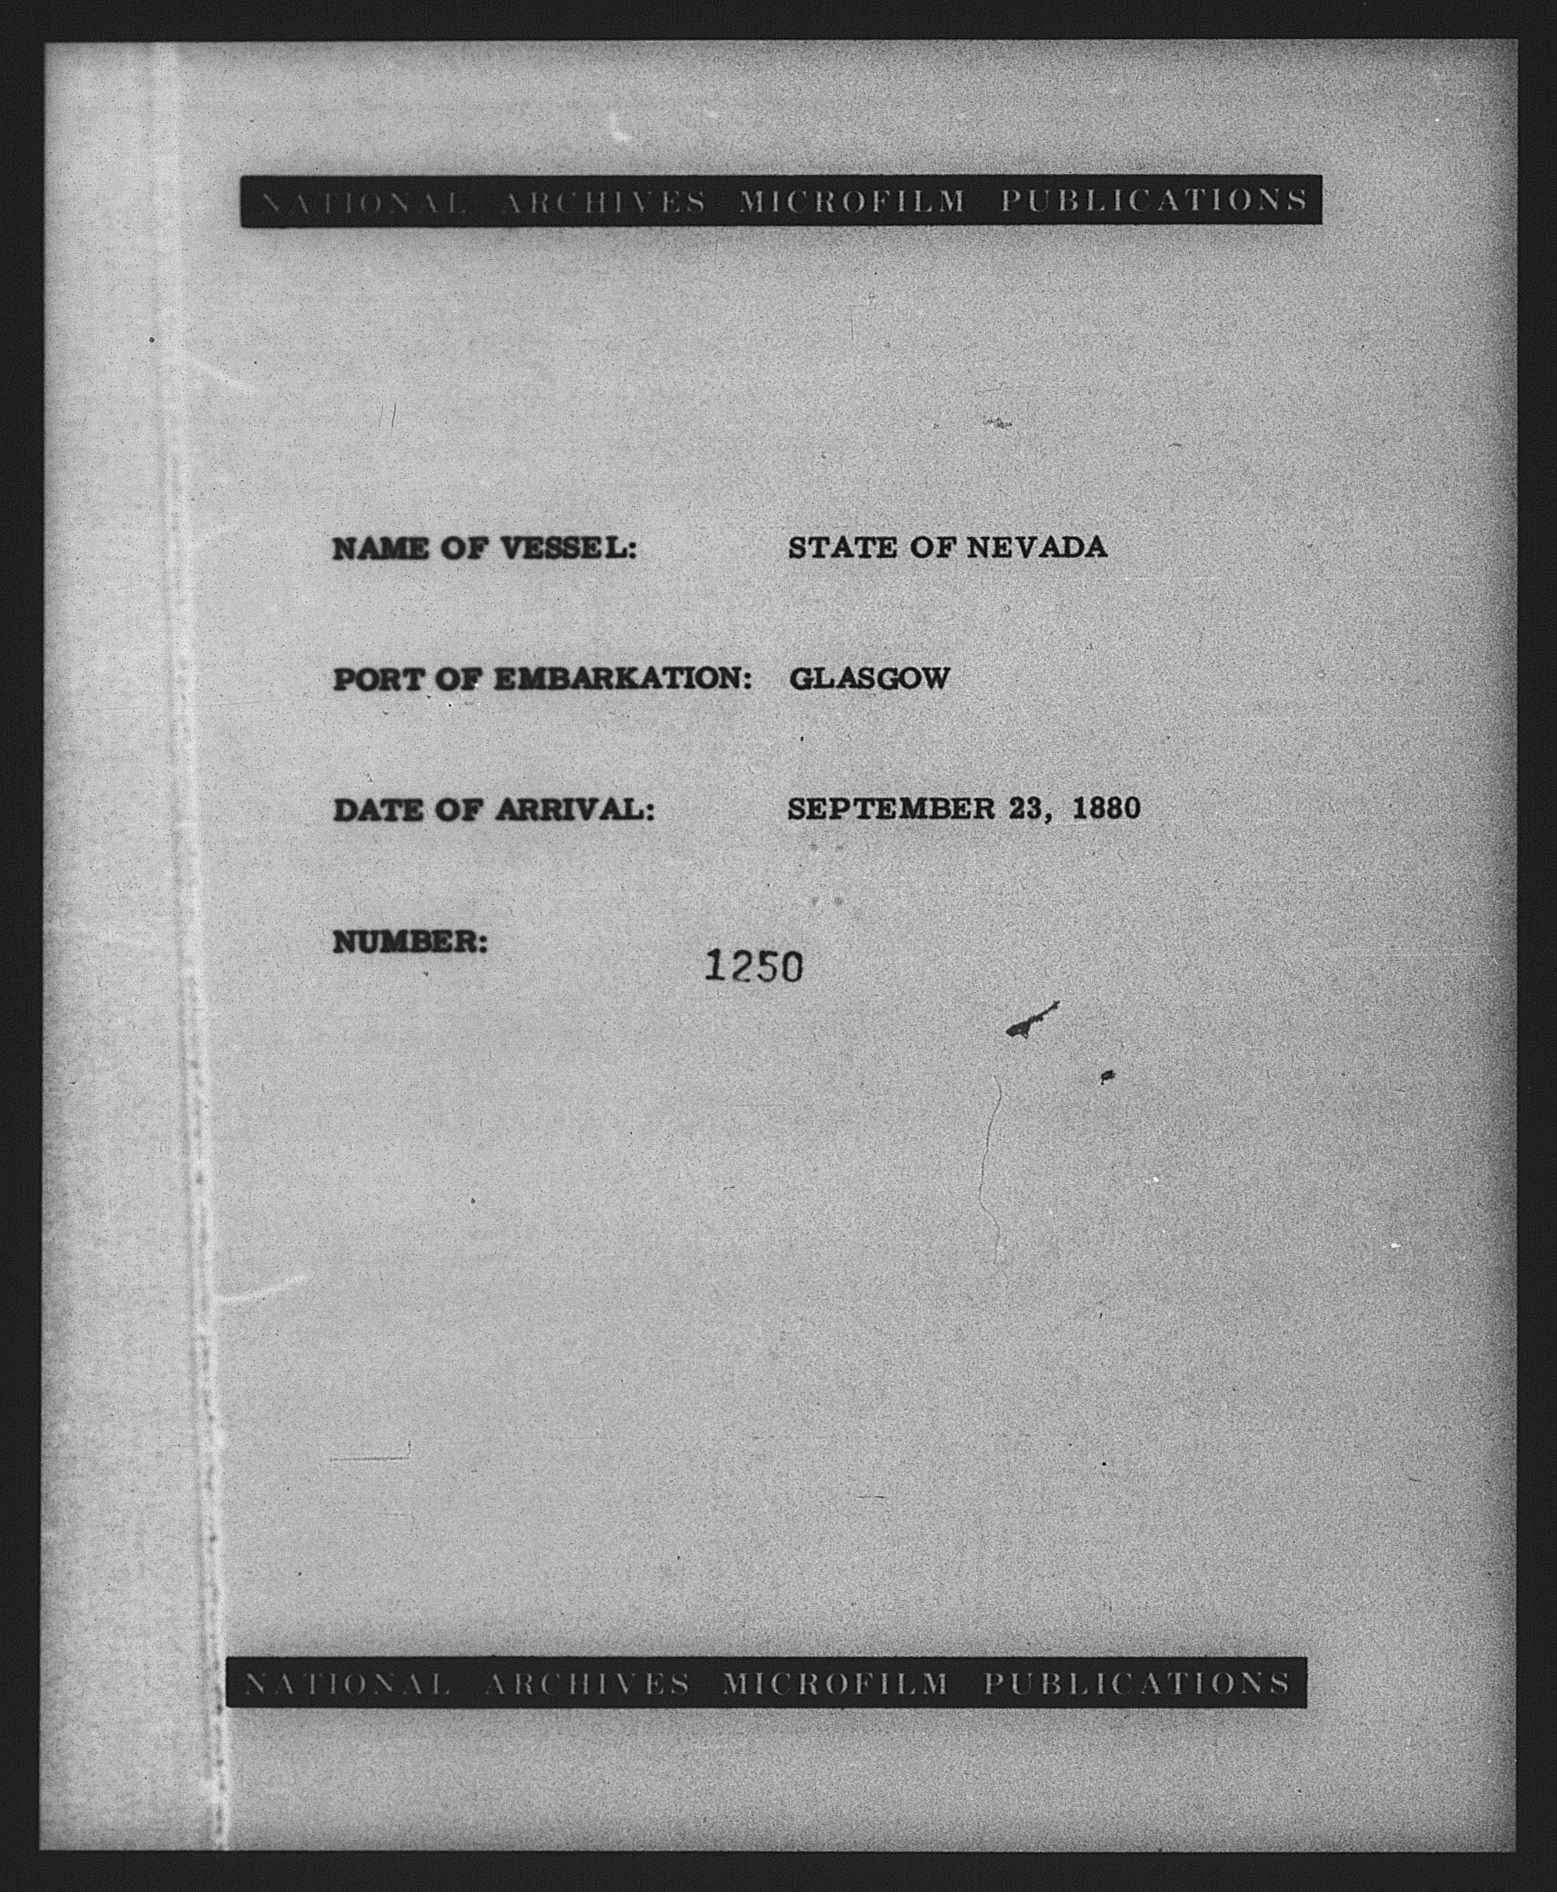 NATIONAL ARCHIVES MICROFILM PUBLICATIONS
NAME OF VESSEL: STATE OF NEVADA
PORT OF EMBARKATION: GLASGOW
DATE OF ARRIVAL: SEPTEMBER 23, 1880
NUMBER: 1250
NATIONAL ARCHIVES MICROFILM PUBLICATIONS